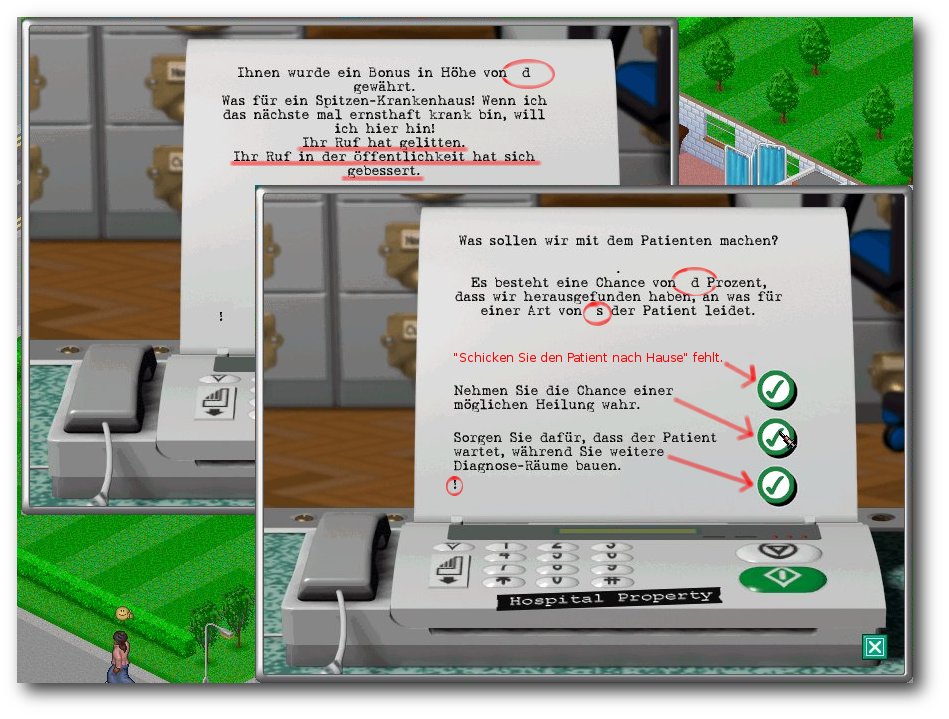 Ihnen wurde ein Bonus in Höhe von d
gewährt.
Was für ein Spitzen-Krankenhaus! Wenn ich
das nächste mal ernsthaft krank bin, will
ich hier hin!
Ihr Ruf hat gelitten.
Ihr Ruf in der öffentlichkeit hat sich
gebessert.
!
Was sollen wir mit dem Patienten machen?
.
Es besteht eine Chance von d Prozent,
dass wir herausgefunden haben, an was für
einer Art von s der Patient leidet.
"Schicken Sie den Patient nach Hause" fehlt.
Nehmen Sie die Chance einer
möglichen Heilung wahr.
Sorgen Sie dafür, dass der Patient
wartet, während Sie weitere
Diagnose-Räume bauen.
!
Hospital Property